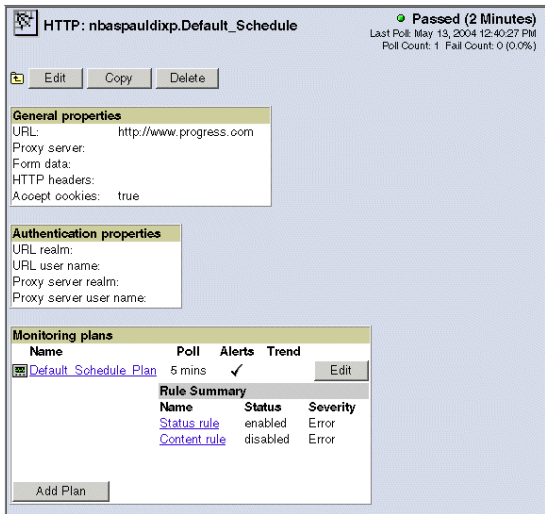 HTTP: nbaspauldixp.Default_Schedule
Passed (2 Minutes)
Last Poll: May 13, 2004 12:40:27 PM
Poll Count: 1 Fail Count: 0 (0.0%)
Edit Copy Delete
General properties
URL: http://www.progress.com
Proxy server:
Form data:
HTTP headers:
Accept cookies: true
Authentication properties
URL realm:
URL user name:
Proxy server realm:
Proxy server user name:
Monitoring plans
Name Poll Alerts Trend
Default_Schedule_Plan 5 mins ✓ Edit
Rule Summary
Name Status Severity
Status rule enabled Error
Content rule disabled Error
Add Plan